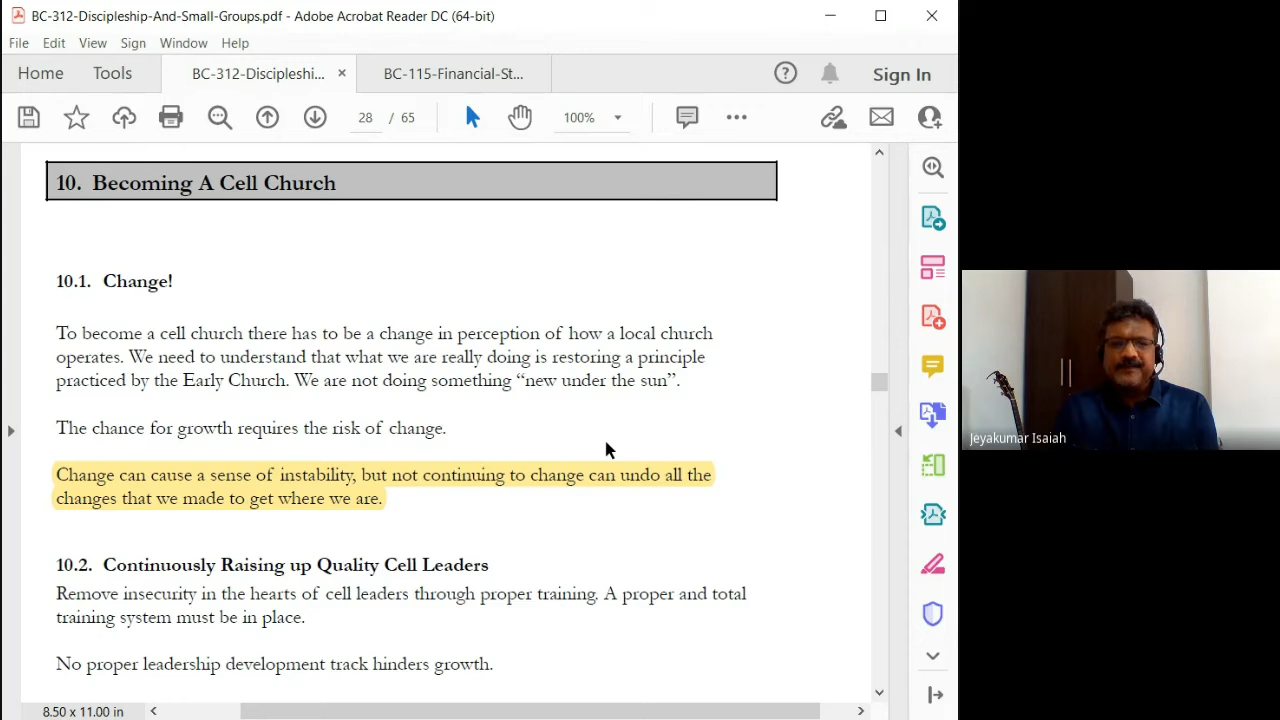 BC-312-Discipleship-And-Small-Groups.pdf - Adobe Acrobat Reader DC (64-bit)
File Edit View Sign Window Help
Home Tools BC-312-Discipleshi... × BC-115-Financial-St... Sign In
28 / 65 100%
10. Becoming A Cell Church
10.1. Change!
To become a cell church there has to be a change in perception of how a local church
operates. We need to understand that what we are really doing is restoring a principle
practiced by the Early Church. We are not doing something “new under the sun”.
The chance for growth requires the risk of change.
Change can cause a sense of instability, but not continuing to change can undo all the
changes that we made to get where we are.
10.2. Continuously Raising up Quality Cell Leaders
Remove insecurity in the hearts of cell leaders through proper training. A proper and total
training system must be in place.
No proper leadership development track hinders growth.
8.50 x 11.00 in
Jeyakumar Isaiah